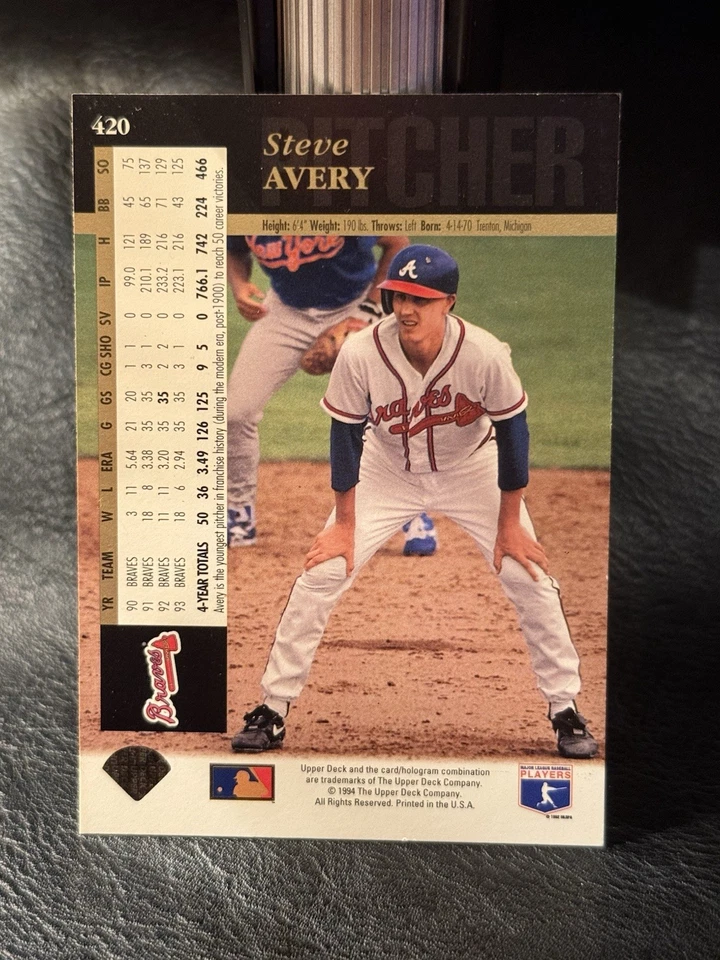 420
PITCHER
Steve
AVERY
Height: 6'4" Weight: 190 lbs. Throws: Left Born: 4-14-70 Trenton, Michigan
YR TEAM W L ERA G GS CG SHO SV IP H BB SO
90 BRAVES 3 11 5.64 21 20 1 1 0 99.0 121 45 75
91 BRAVES 18 8 3.38 35 35 3 1 0 210.1 189 65 137
92 BRAVES 11 11 3.20 35 35 2 2 0 233.2 216 71 129
93 BRAVES 18 6 2.94 35 35 3 1 0 223.1 216 43 125
4-YEAR TOTALS 50 36 3.49 126 125 9 5 0 766.1 742 224 466
Avery is the youngest pitcher in franchise history (during the modern era, post-1900) to reach 50 career victories.
Braves
New York
A
Braves
Upper Deck and the card/hologram combination
are trademarks of The Upper Deck Company.
© 1994 The Upper Deck Company.
All Rights Reserved. Printed in the U.S.A.
MAJOR LEAGUE BASEBALL
PLAYERS